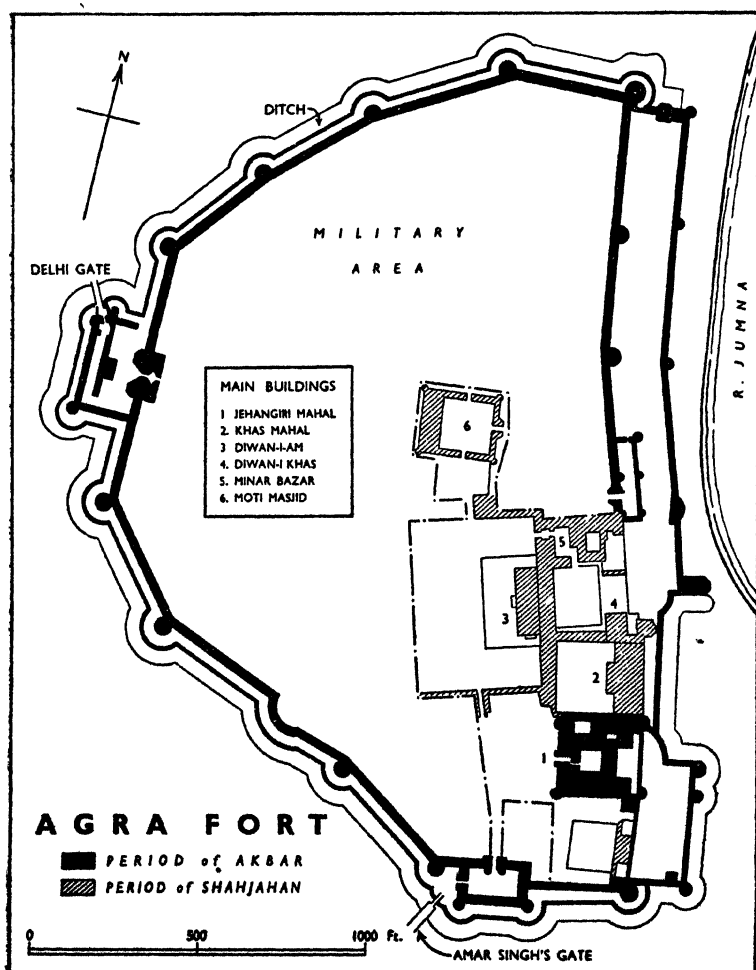 N
DITCH
MILITARY
AREA
DELHI GATE
R. JUMNA
MAIN BUILDINGS
1 JEHANGIRI MAHAL
2 KHAS MAHAL
3 DIWAN-I-AM
4. DIWAN-I KHAS
5. MINAR BAZAR
6. MOTI MASJID
6
5
3
4
2
1
AGRA FORT
PERIOD of AKBAR
PERIOD of SHAHJAHAN
0 500 1000 Ft.
AMAR SINGH'S GATE